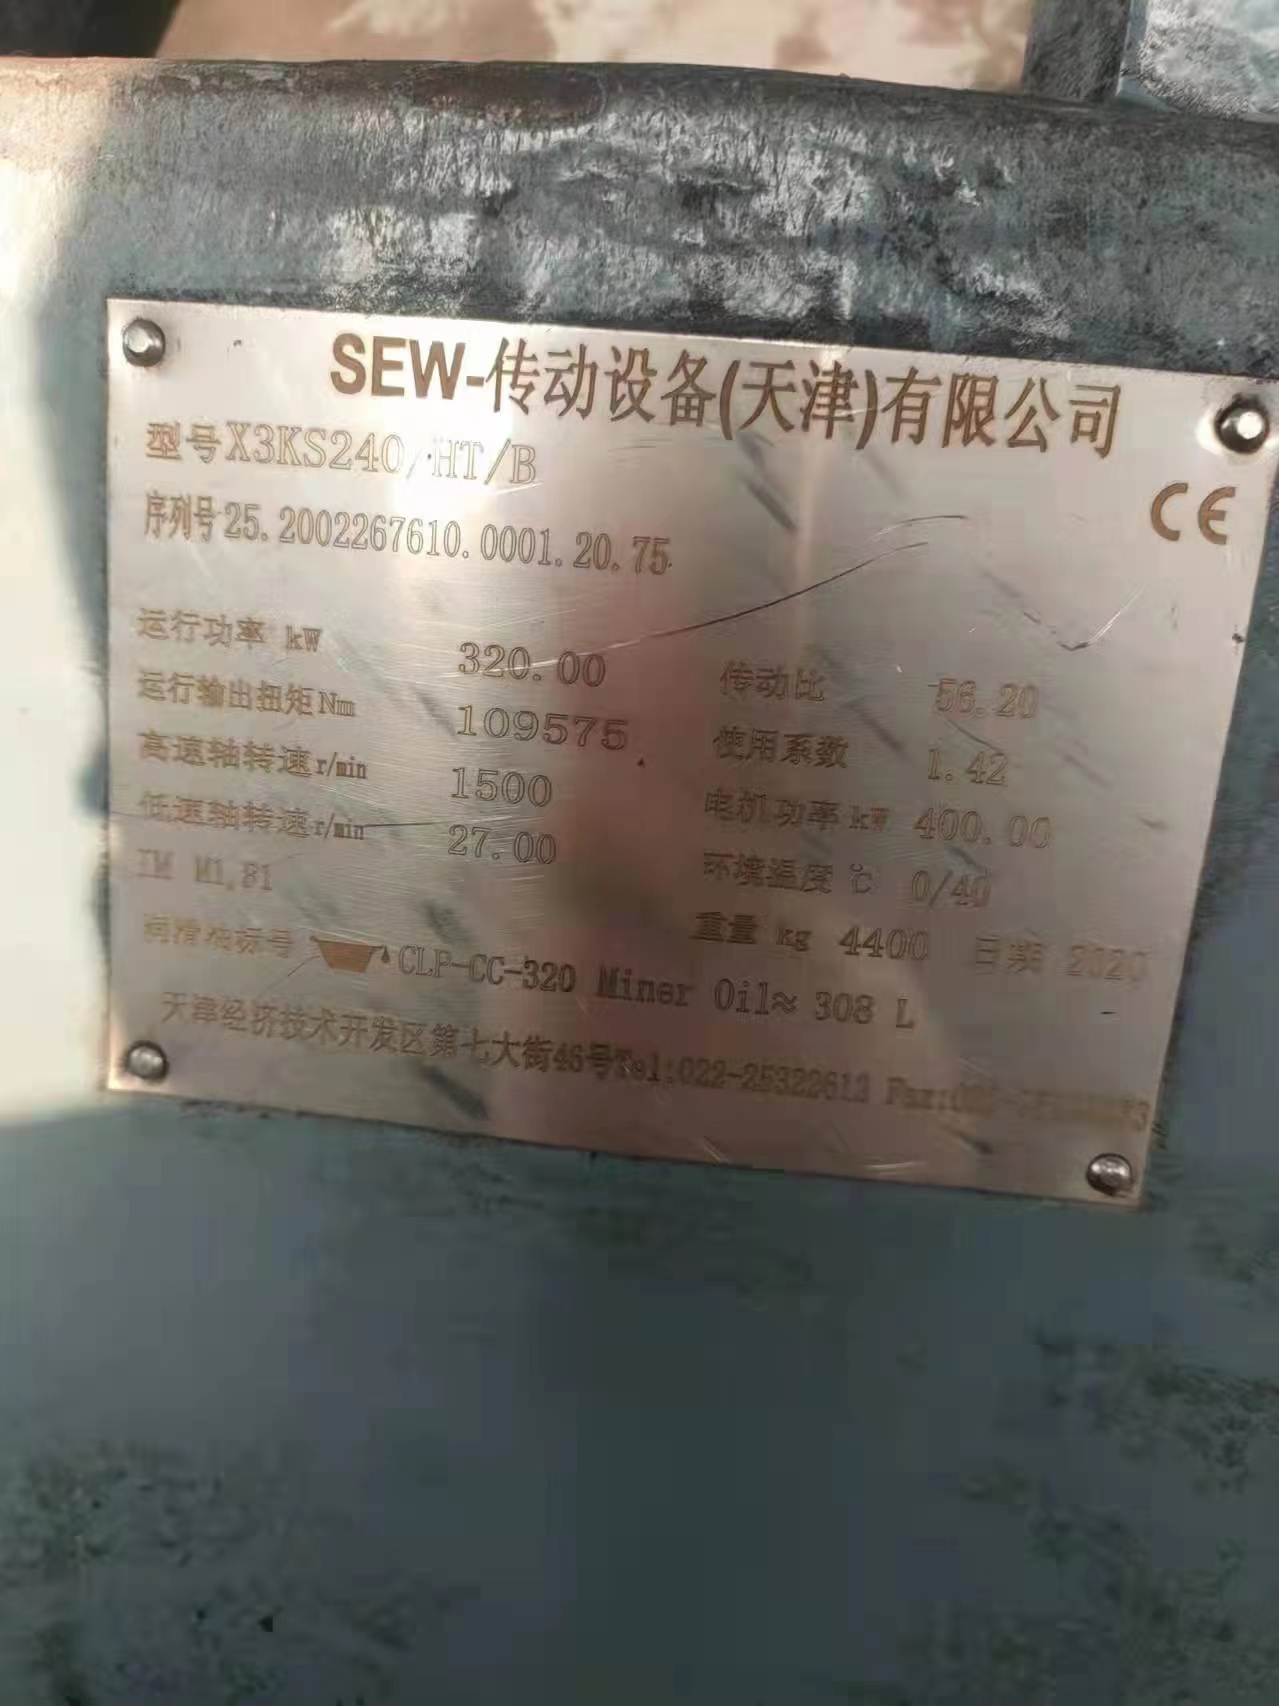 SEW-传动设备(天津)有限公司
型号X3KS240/HT/B
CE
序列号25.2002267610.0001.20.75
运行功率 kW 320.00 传动比 56.20
运行输出扭矩Nm 109575 使用系数 1.42
高速轴转速r/min 1500 电机功率kW 400.00
低速轴转速r/min 27.00 环境温度 ℃ 0/40
IM M1,B1 重量 kg 4400 日期 2020
润滑油标号 CLP-CC-320 Miner Oil≈ 308 L
天津经济技术开发区第七大街46号Tel:022-25322612 Fax: